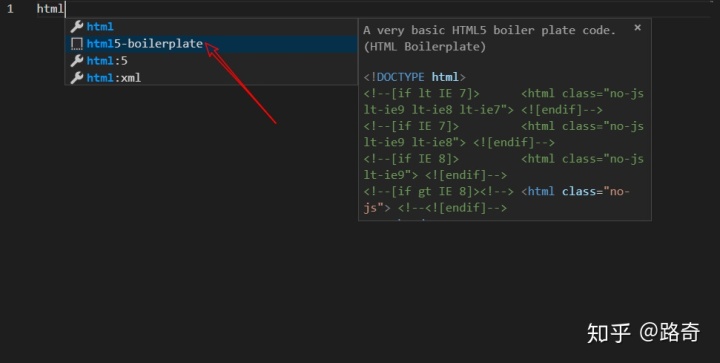 1 html
html
html5-boilerplate
html:5
html:xml
A very basic HTML5 boiler plate code. ×
(HTML Boilerplate)
<!DOCTYPE html>
<!--[if lt IE 7]> <html class="no-js
lt-ie9 lt-ie8 lt-ie7"> <![endif]-->
<!--[if IE 7]> <html class="no-js
lt-ie9 lt-ie8"> <![endif]-->
<!--[if IE 8]> <html class="no-js
lt-ie9"> <![endif]-->
<!--[if gt IE 8]><!--> <html class="no-
js"> <!--<![endif]-->
知乎 @路奇